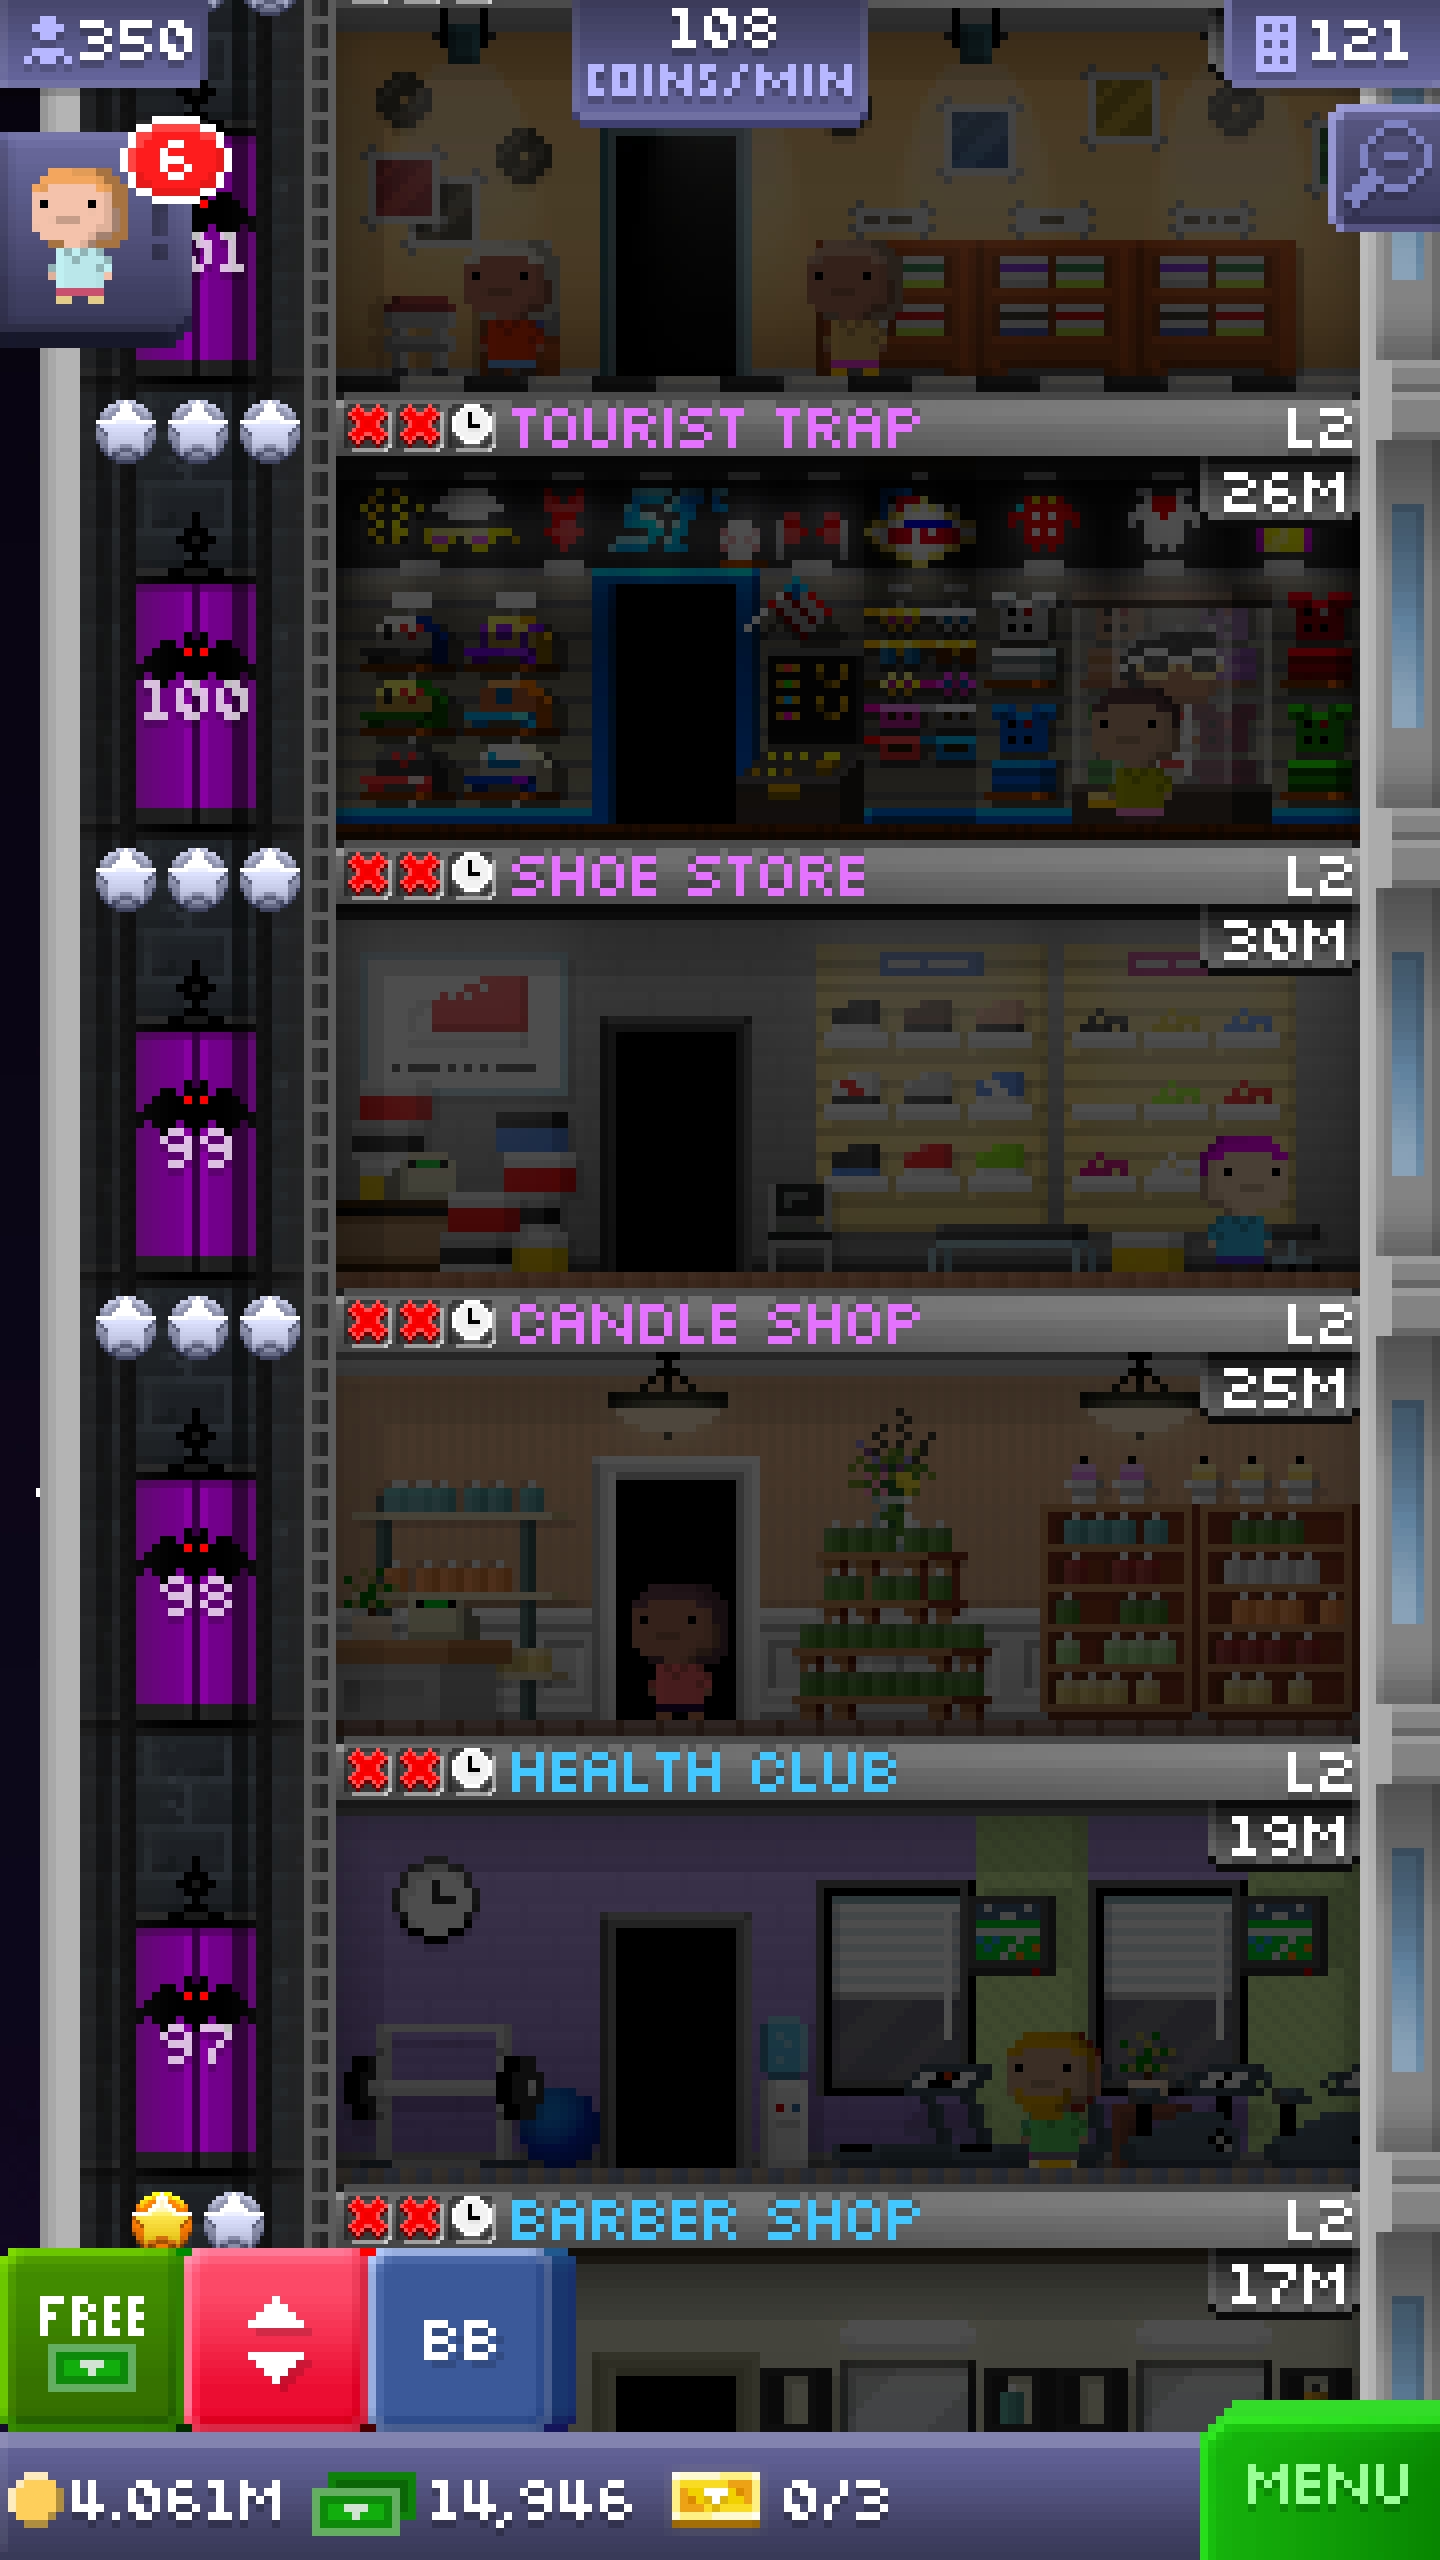 350
108
COINS/MIN
121
6
01
TOURIST TRAP
L2
26M
100
SHOE STORE
L2
30M
99
CANDLE SHOP
L2
25M
98
HEALTH CLUB
L2
19M
97
BARBER SHOP
L2
17M
FREE
BB
MENU
4.061M
14,946
0/3